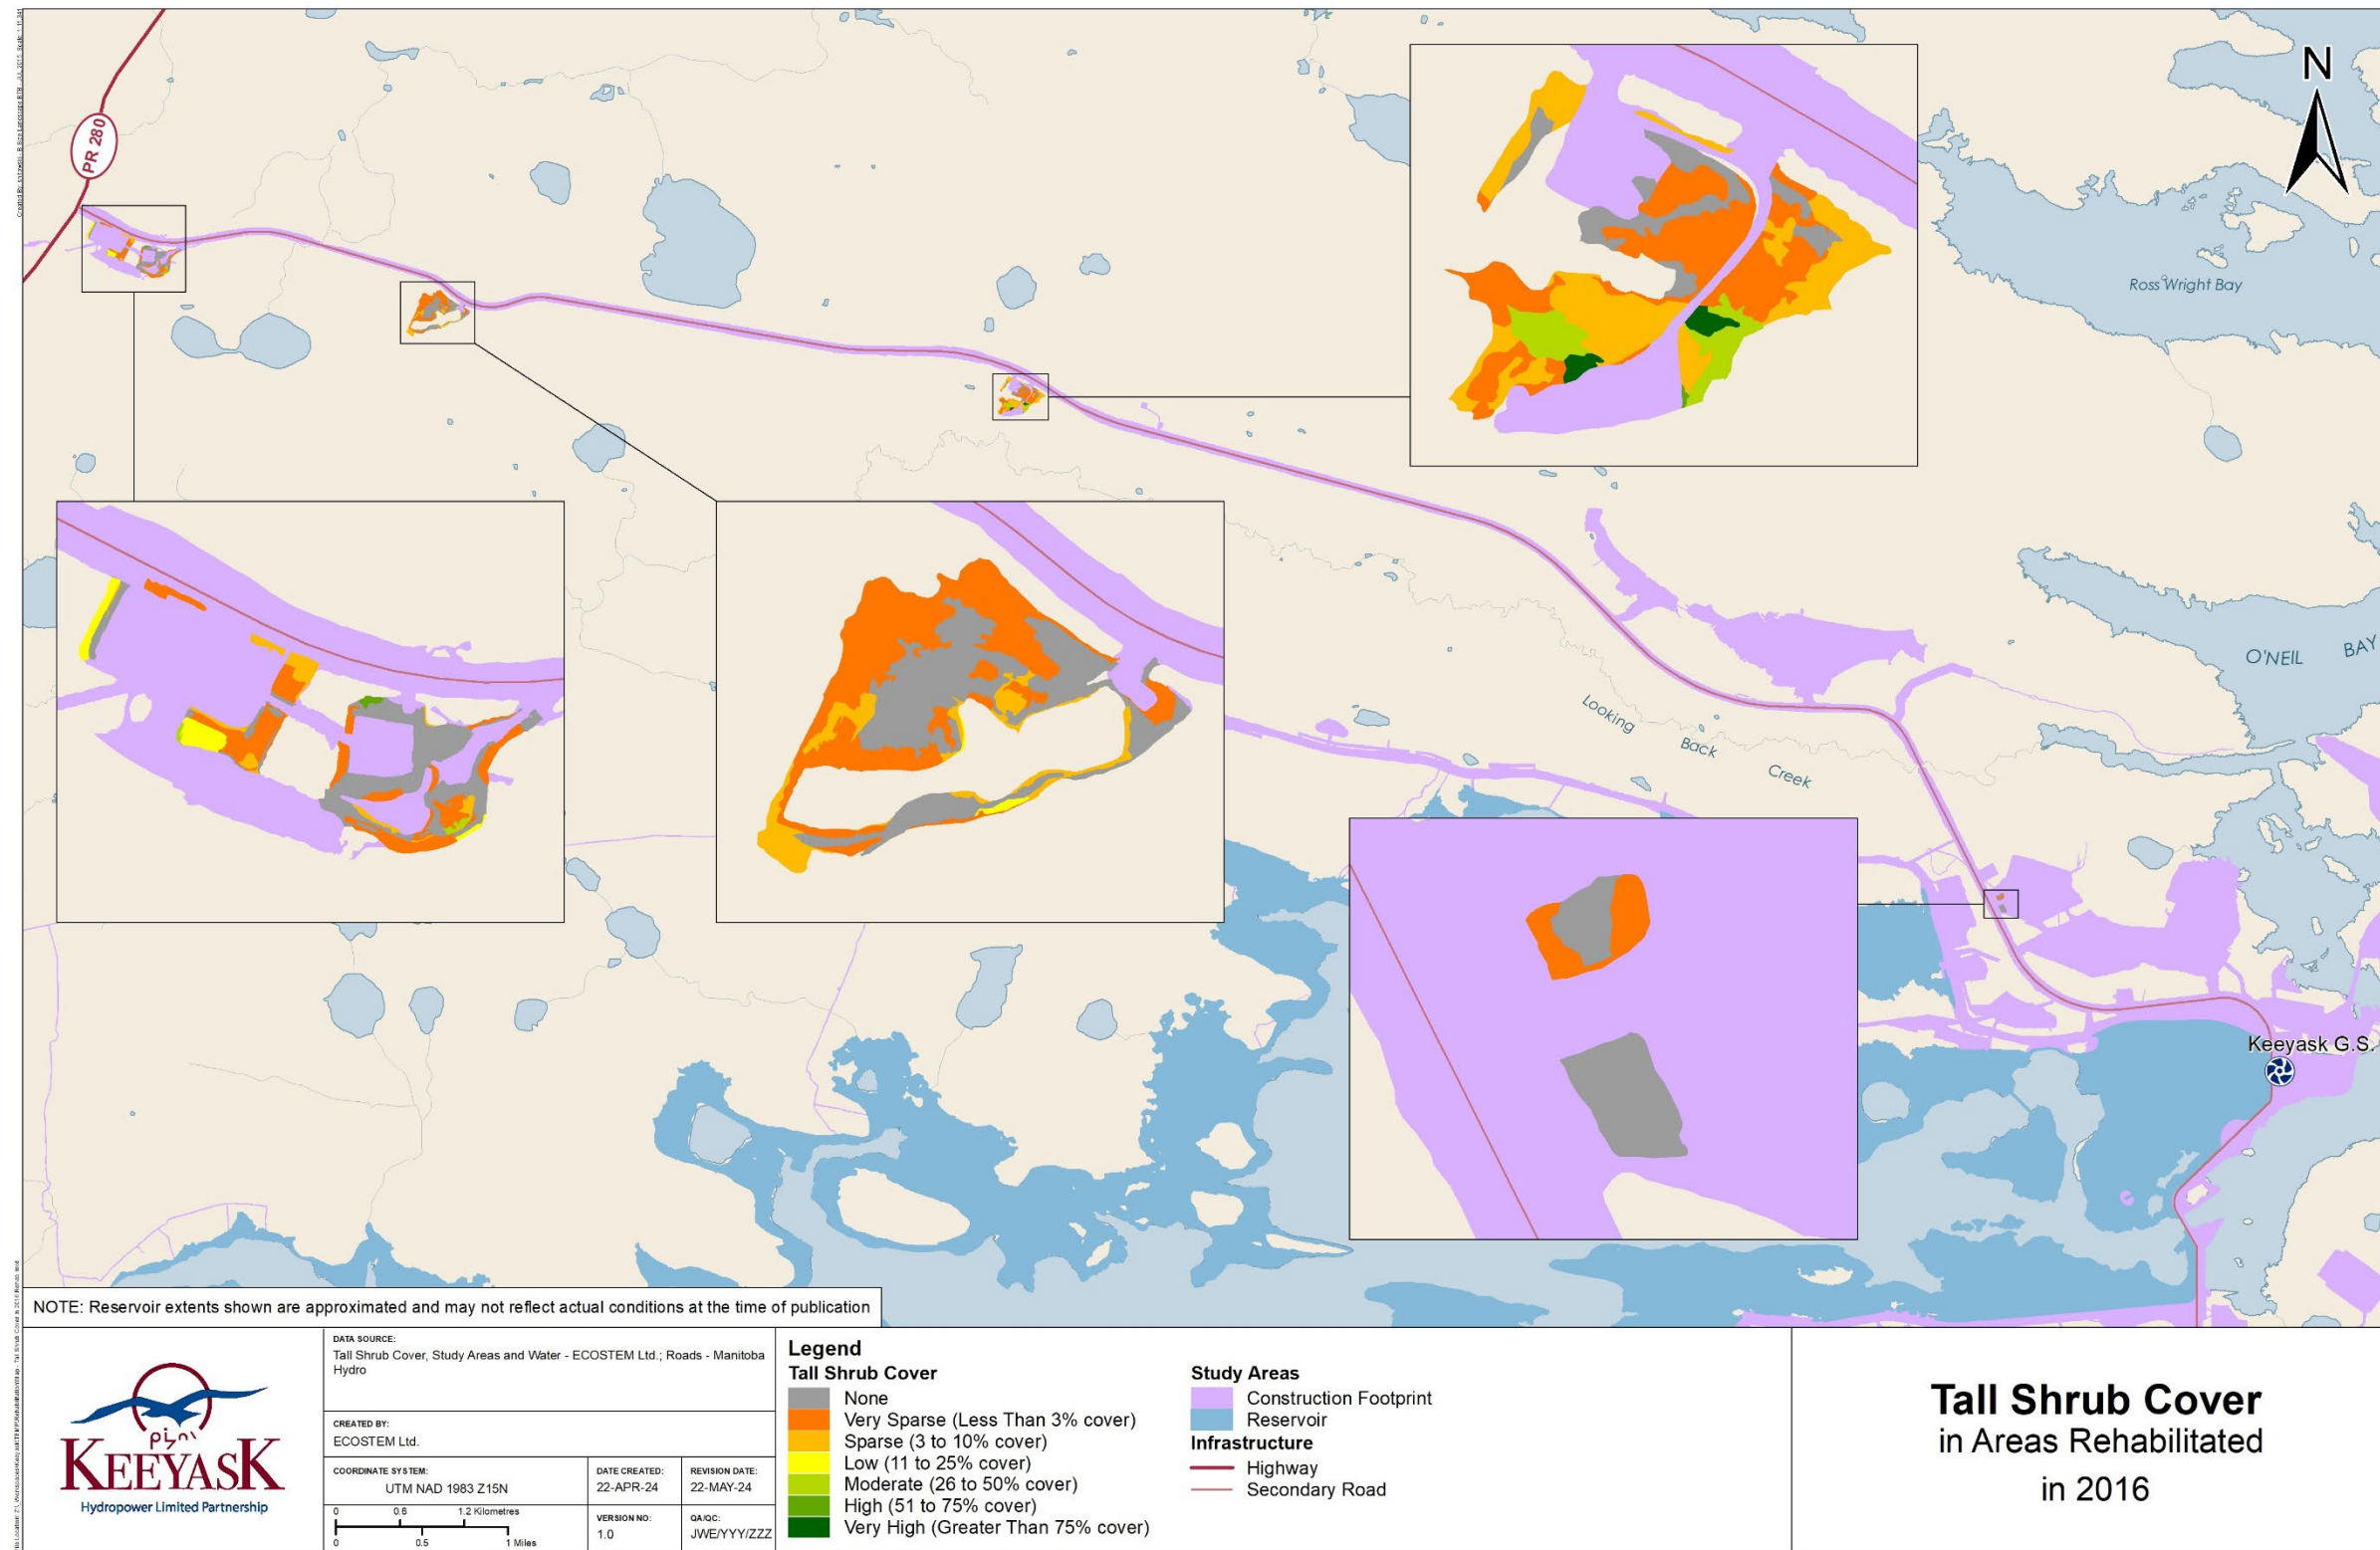 N
PR 280
Ross Wright Bay
O'NEIL BAY
Looking Back Creek
Keeyask G.S.
NOTE: Reservoir extents shown are approximated and may not reflect actual conditions at the time of publication
KEEYASK
Hydropower Limited Partnership
DATA SOURCE:
Tall Shrub Cover, Study Areas and Water - ECOSTEM Ltd.; Roads - Manitoba
Hydro
CREATED BY:
ECOSTEM Ltd.
COORDINATE SYSTEM:
UTM NAD 1983 Z15N
DATE CREATED:
22-APR-24
REVISION DATE:
22-MAY-24
0 0.6 1.2 Kilometres
0 0.5 1 Miles
VERSION NO:
1.0
QA/QC:
JWE/YYY/ZZZ
Legend
Tall Shrub Cover
None
Very Sparse (Less Than 3% cover)
Sparse (3 to 10% cover)
Low (11 to 25% cover)
Moderate (26 to 50% cover)
High (51 to 75% cover)
Very High (Greater Than 75% cover)
Study Areas
Construction Footprint
Reservoir
Infrastructure
Highway
Secondary Road
Tall Shrub Cover
in Areas Rehabilitated
in 2016